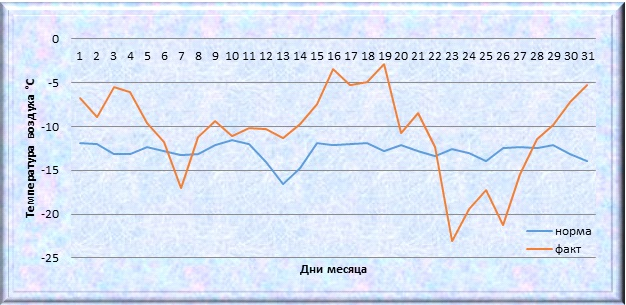 0
1 2 3 4 5 6 7 8 9 10 11 12 13 14 15 16 17 18 19 20 21 22 23 24 25 26 27 28 29 30 31
-5
-10
-15
-20
-25
Температура воздуха °С
норма
факт
Дни месяца